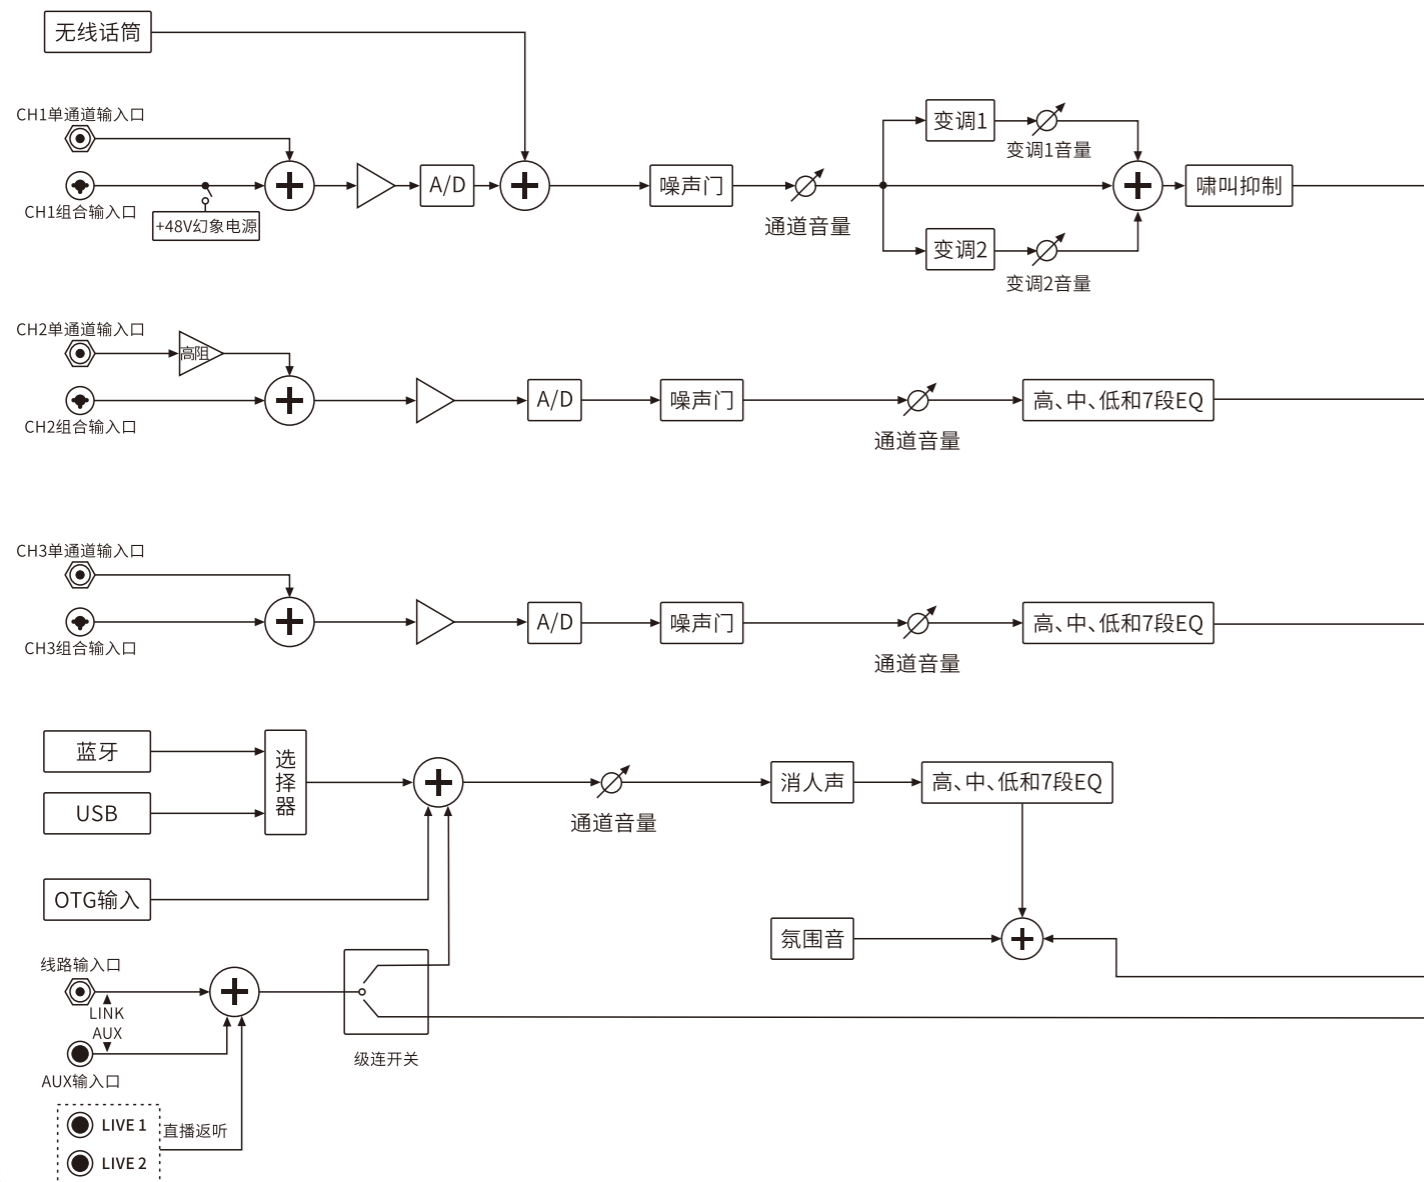 无线话筒
CH1单通道输入口
CH1组合输入口
+48V幻象电源
A/D
噪声门
通道音量
变调1
变调1音量
变调2
变调2音量
啸叫抑制
CH2单通道输入口
高阻
CH2组合输入口
A/D
噪声门
通道音量
高、中、低和7段EQ
CH3单通道输入口
CH3组合输入口
A/D
噪声门
通道音量
高、中、低和7段EQ
蓝牙
USB
选
择
器
通道音量
消人声
高、中、低和7段EQ
OTG输入
氛围音
线路输入口
LINK
AUX
AUX输入口
级连开关
LIVE 1
直播返听
LIVE 2